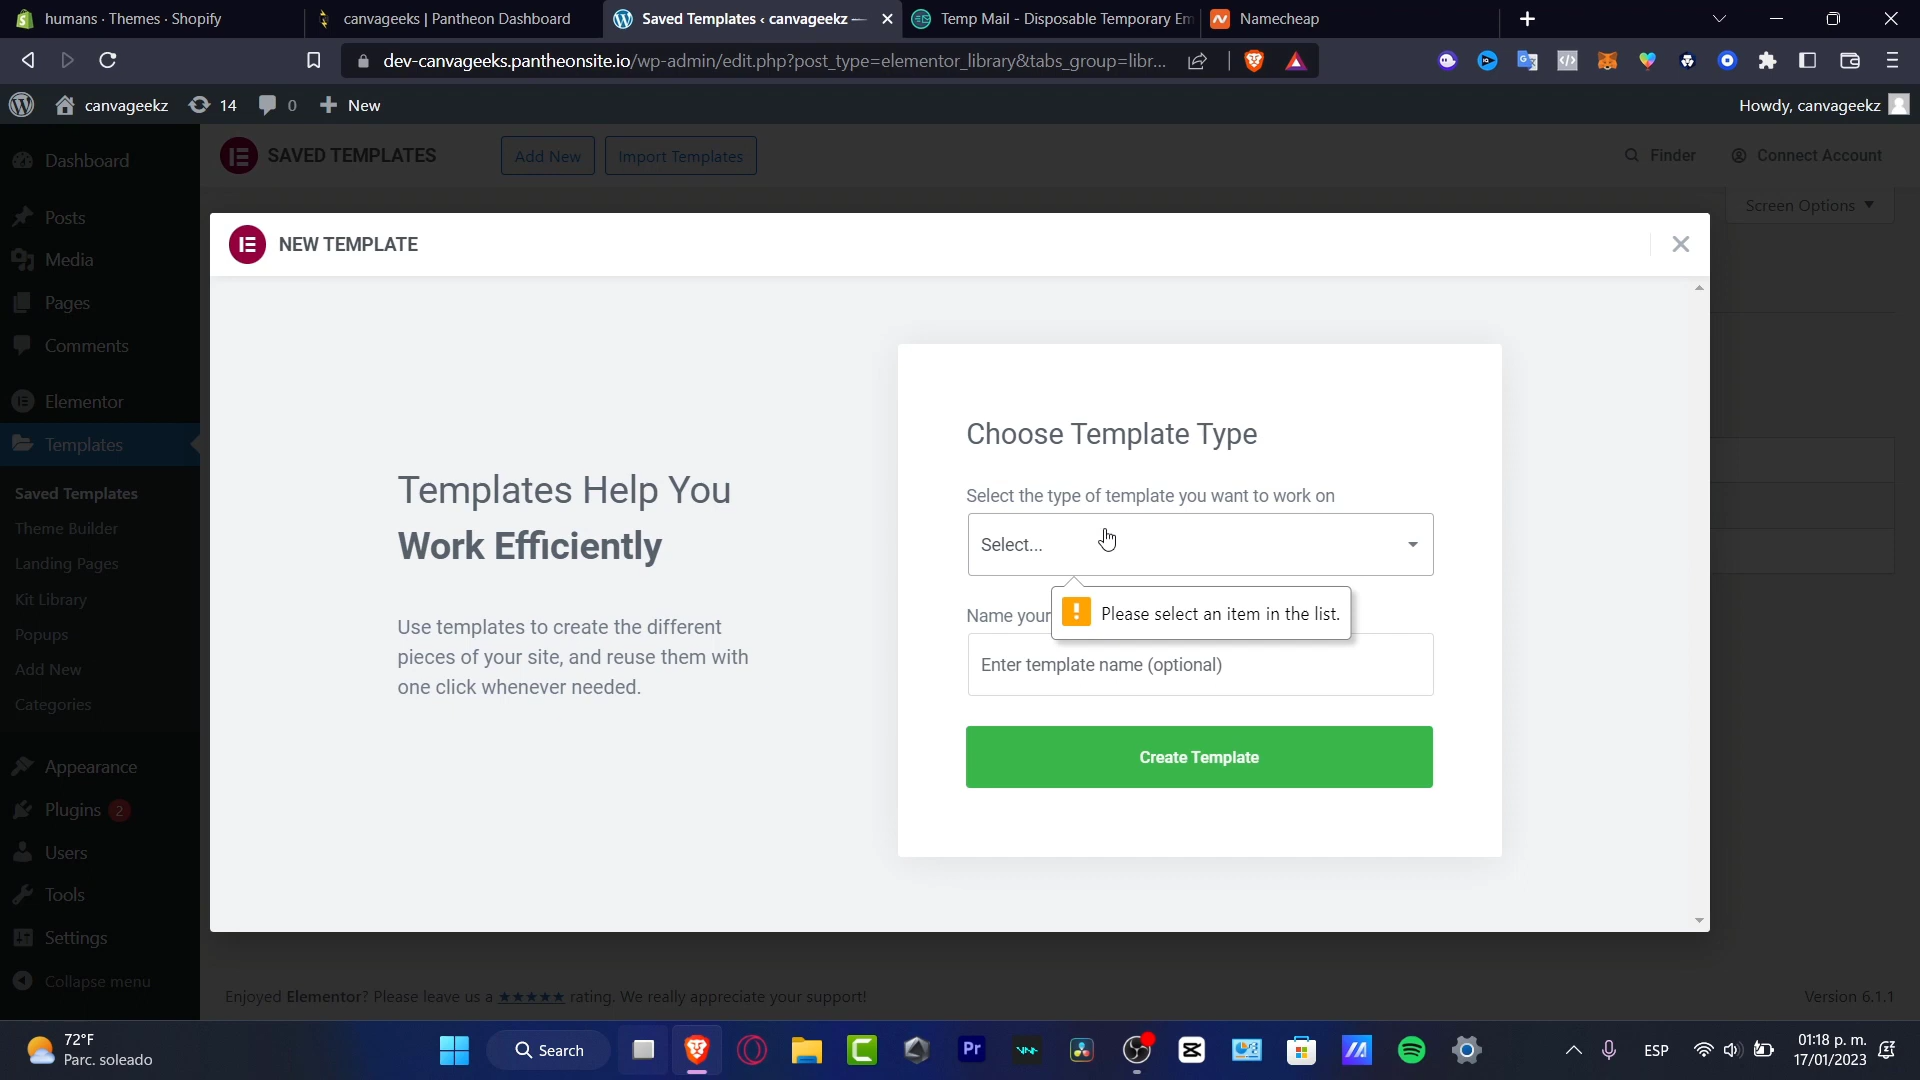 humans · Themes · Shopify
canvageeks | Pantheon Dashboard
Saved Templates ‹ canvageekz —
Temp Mail - Disposable Temporary Em
Namecheap
dev-canvageeks.pantheonsite.io/wp-admin/edit.php?post_type=elementor_library&tabs_group=libr...
canvageekz
14
0
New
Howdy, canvageekz
Dashboard
Posts
Media
Pages
Comments
Elementor
Templates
Saved Templates
Theme Builder
Landing Pages
Kit Library
Popups
Add New
Categories
Appearance
Plugins 2
Users
Tools
Settings
Collapse menu
SAVED TEMPLATES
Add New
Import Templates
Finder
Connect Account
Screen Options
NEW TEMPLATE
Templates Help You
Work Efficiently
Use templates to create the different
pieces of your site, and reuse them with
one click whenever needed.
Choose Template Type
Select the type of template you want to work on
Select...
Please select an item in the list.
Name your
Enter template name (optional)
Create Template
Enjoyed Elementor? Please leave us a ★★★★★ rating. We really appreciate your support!
Version 6.1.1
72°F
Parc. soleado
Search
Pr
ESP
01:18 p. m.
17/01/2023